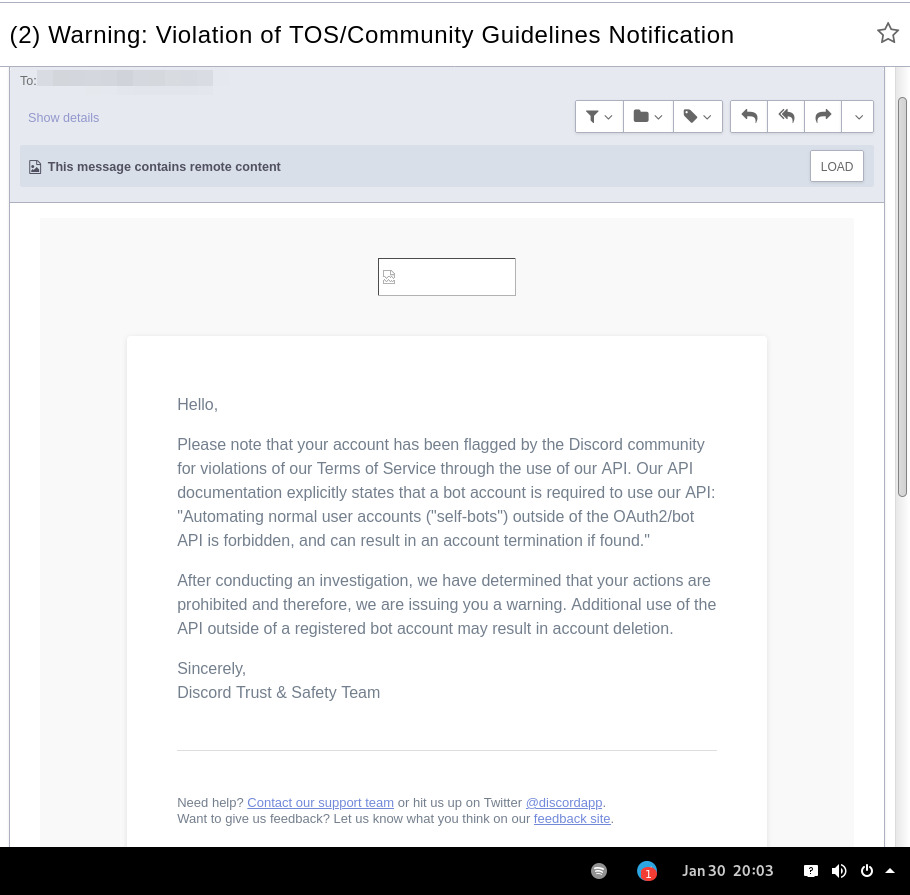 (2) Warning: Violation of TOS/Community Guidelines Notification
To:
Show details
This message contains remote content
LOAD
Hello,
Please note that your account has been flagged by the Discord community
for violations of our Terms of Service through the use of our API. Our API
documentation explicitly states that a bot account is required to use our API:
"Automating normal user accounts ("self-bots") outside of the OAuth2/bot
API is forbidden, and can result in an account termination if found."
After conducting an investigation, we have determined that your actions are
prohibited and therefore, we are issuing you a warning. Additional use of the
API outside of a registered bot account may result in account deletion.
Sincerely,
Discord Trust & Safety Team
Need help? Contact our support team or hit us up on Twitter @discordapp.
Want to give us feedback? Let us know what you think on our feedback site.
1
Jan 30 20:03
?